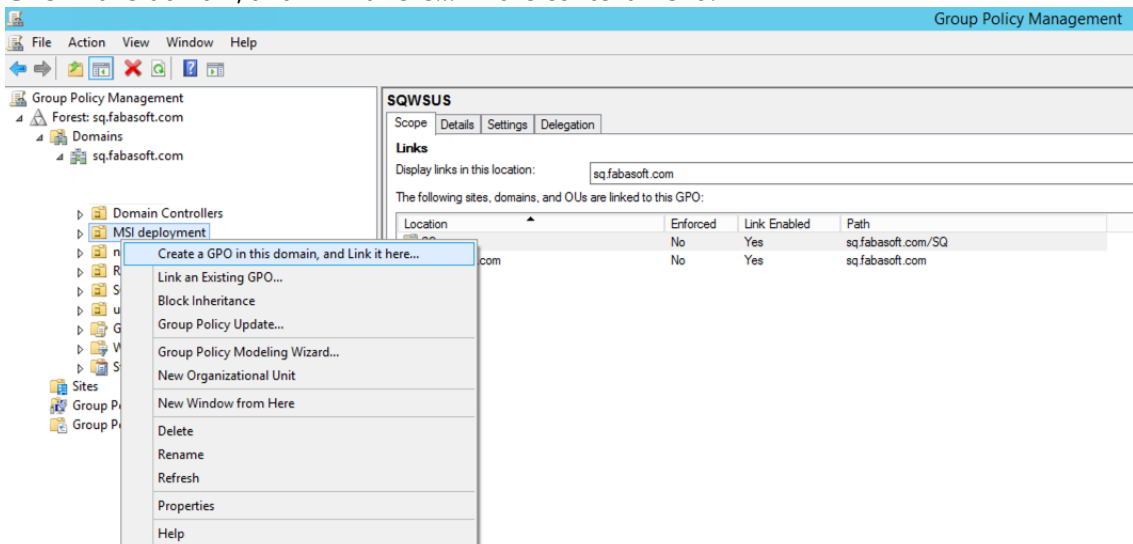 Group Policy Management
File Action View Window Help
Group Policy Management
Forest: sq.fabasoft.com
Domains
sq.fabasoft.com
Domain Controllers
MSI deployment
n
R
S
u
G
W
S
Sites
Group P
Group P
Create a GPO in this domain, and Link it here...
Link an Existing GPO...
Block Inheritance
Group Policy Update...
Group Policy Modeling Wizard...
New Organizational Unit
New Window from Here
Delete
Rename
Refresh
Properties
Help
SQWSUS
Scope Details Settings Delegation
Links
Display links in this location: sq.fabasoft.com
The following sites, domains, and OUs are linked to this GPO:
Location Enforced Link Enabled Path
No Yes sq.fabasoft.com/SQ
.com No Yes sq.fabasoft.com